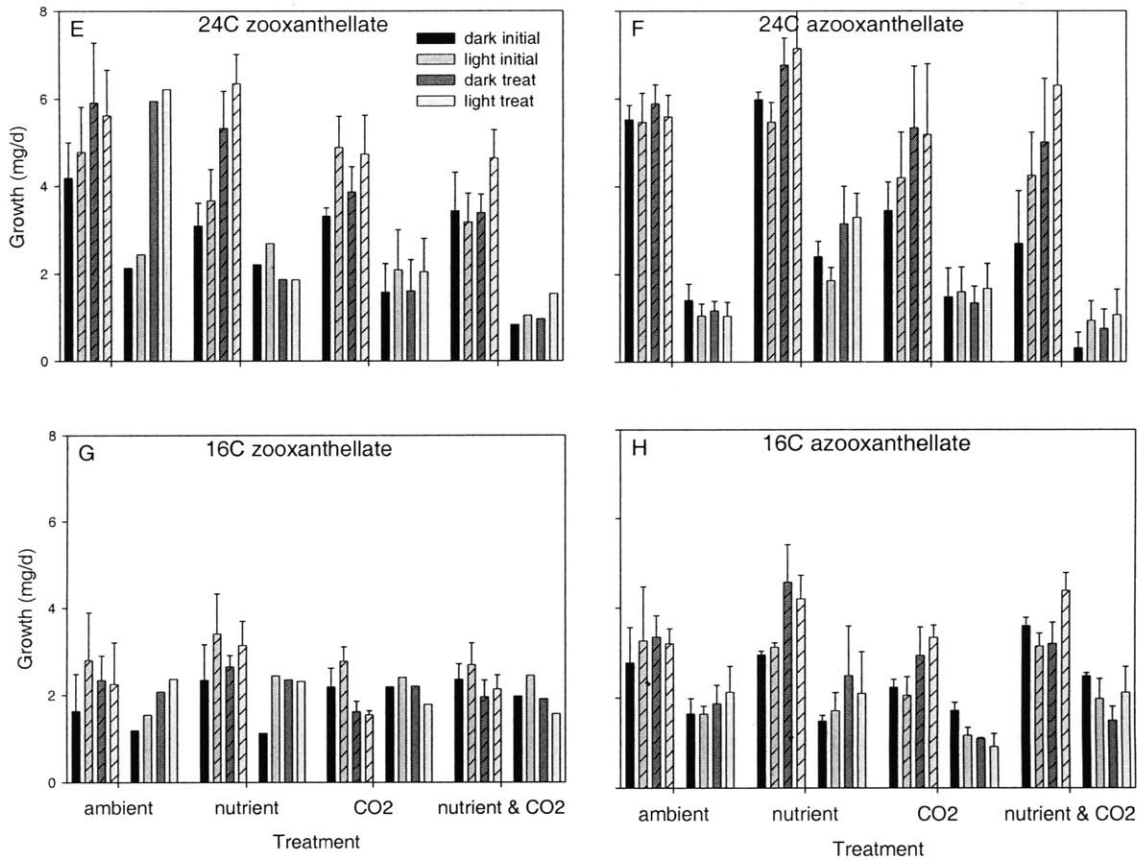 E
24C zooxanthellate
dark initial
light initial
dark treat
light treat
8
6
4
2
0
Growth (mg/d)
F
24C azooxanthellate
G
16C zooxanthellate
8
6
4
2
0
Growth (mg/d)
ambient nutrient CO2 nutrient & CO2
Treatment
H
16C azooxanthellate
ambient nutrient CO2 nutrient & CO2
Treatment